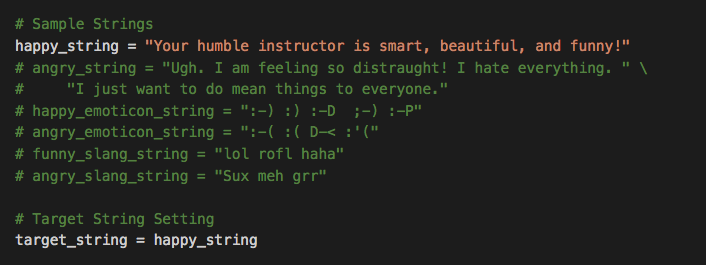 # Sample Strings
happy_string = "Your humble instructor is smart, beautiful, and funny!"
# angry_string = "Ugh. I am feeling so distraught! I hate everything. " \
#     "I just want to do mean things to everyone."
# happy_emoticon_string = ":-) :) :-D  ;-) :-P"
# angry_emoticon_string = ":-( :( D-< :'("
# funny_slang_string = "lol rofl haha"
# angry_slang_string = "Sux meh grr"
# Target String Setting
target_string = happy_string